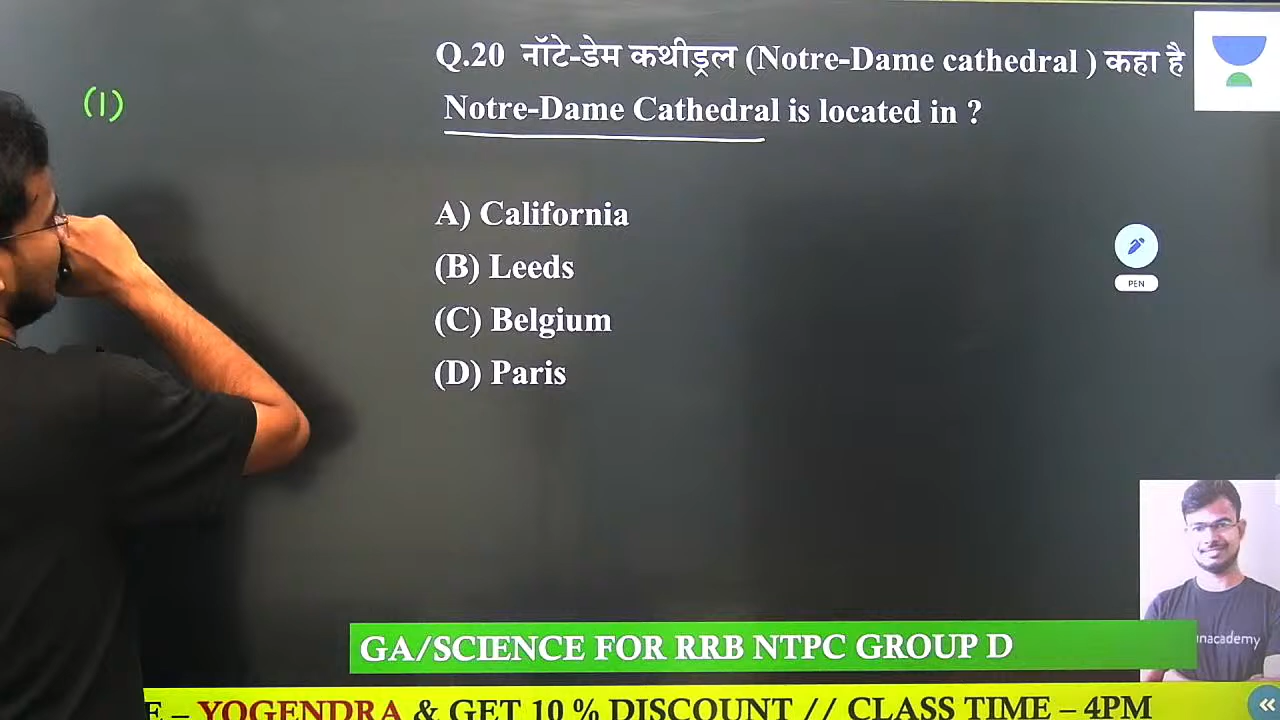 Q.20 नॉटे-डेम कथीड्रल (Notre-Dame cathedral ) कहा है
Notre-Dame Cathedral is located in ?
(1)
A) California
(B) Leeds
(C) Belgium
(D) Paris
PEN
unacademy
GA/SCIENCE FOR RRB NTPC GROUP D
E – YOGENDRA & GET 10 % DISCOUNT // CLASS TIME – 4PM